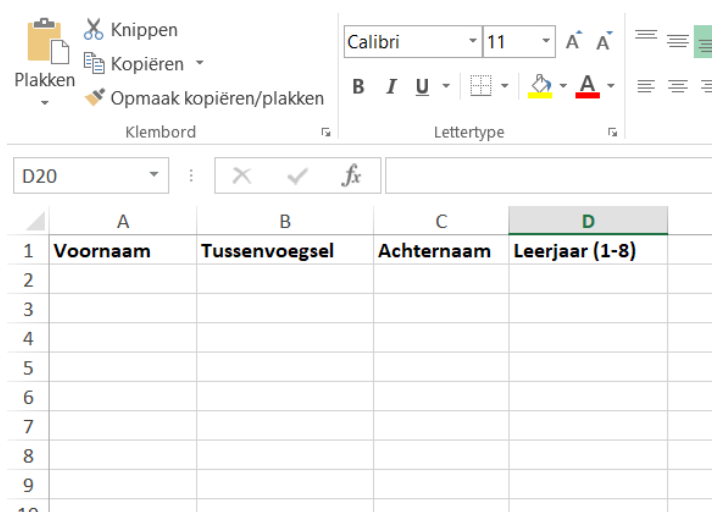 Knippen
Kopiëren
Opmaak kopiëren/plakken
Plakken
Klembord
Calibri 11 A A
B I U A
Lettertype
D20 fx
A B C D
1 Voornaam Tussenvoegsel Achternaam Leerjaar (1-8)
2
3
4
5
6
7
8
9
10